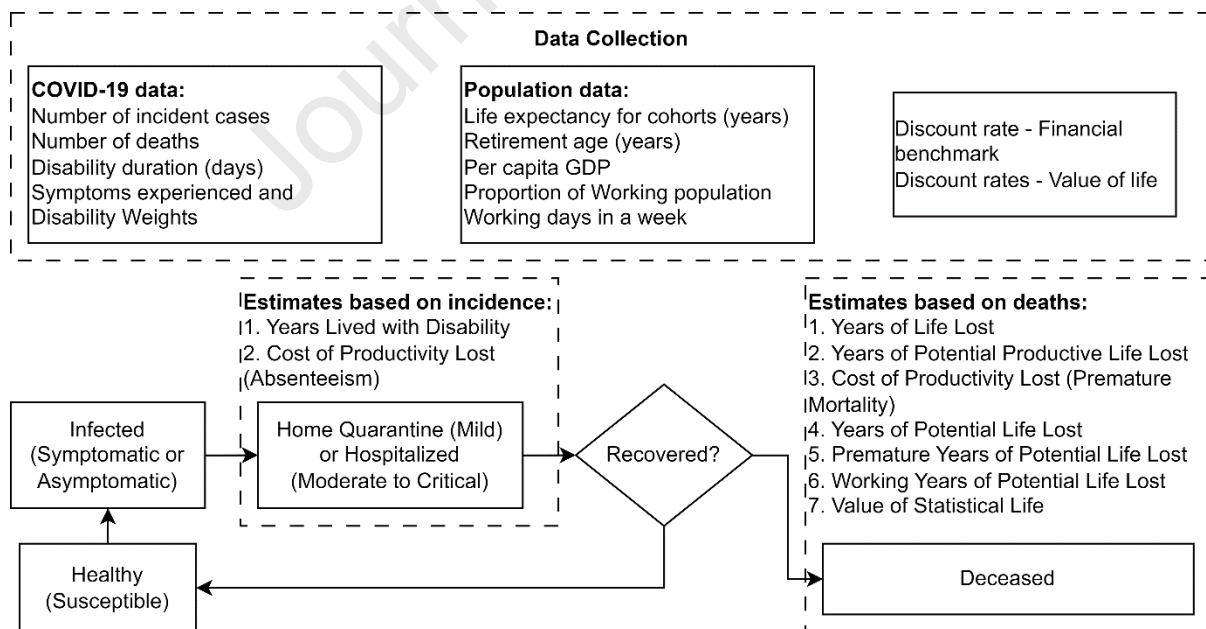 Journ
Data Collection
COVID-19 data:
Number of incident cases
Number of deaths
Disability duration (days)
Symptoms experienced and
Disability Weights
Population data:
Life expectancy for cohorts (years)
Retirement age (years)
Per capita GDP
Proportion of Working population
Working days in a week
Discount rate - Financial
benchmark
Discount rates - Value of life
Estimates based on incidence:
1. Years Lived with Disability
2. Cost of Productivity Lost
(Absenteeism)
Estimates based on deaths:
1. Years of Life Lost
2. Years of Potential Productive Life Lost
3. Cost of Productivity Lost (Premature
Mortality)
4. Years of Potential Life Lost
5. Premature Years of Potential Life Lost
6. Working Years of Potential Life Lost
7. Value of Statistical Life
Infected
(Symptomatic or
Asymptomatic)
Home Quarantine (Mild)
or Hospitalized
(Moderate to Critical)
Recovered?
Healthy
(Susceptible)
Deceased